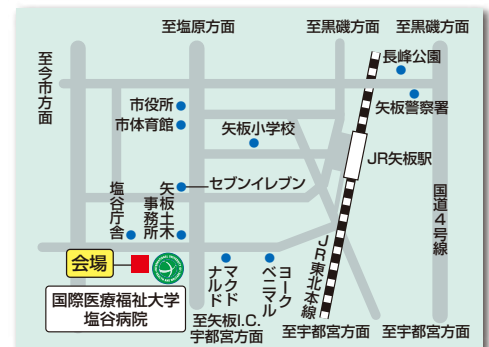 至塩原方面
至黒磯方面
至黒磯方面
至今市方面
長峰公園
市役所
市体育館
矢板小学校
矢板警察署
JR矢板駅
セブンイレブン
塩谷庁舎
矢板土木
事務所
国道4号線
JR東北本線
会場
国際医療福祉大学
塩谷病院
マクド
ナルド
ヨーク
ベニマル
至矢板I.C.
宇都宮方面
至宇都宮方面
至宇都宮方面